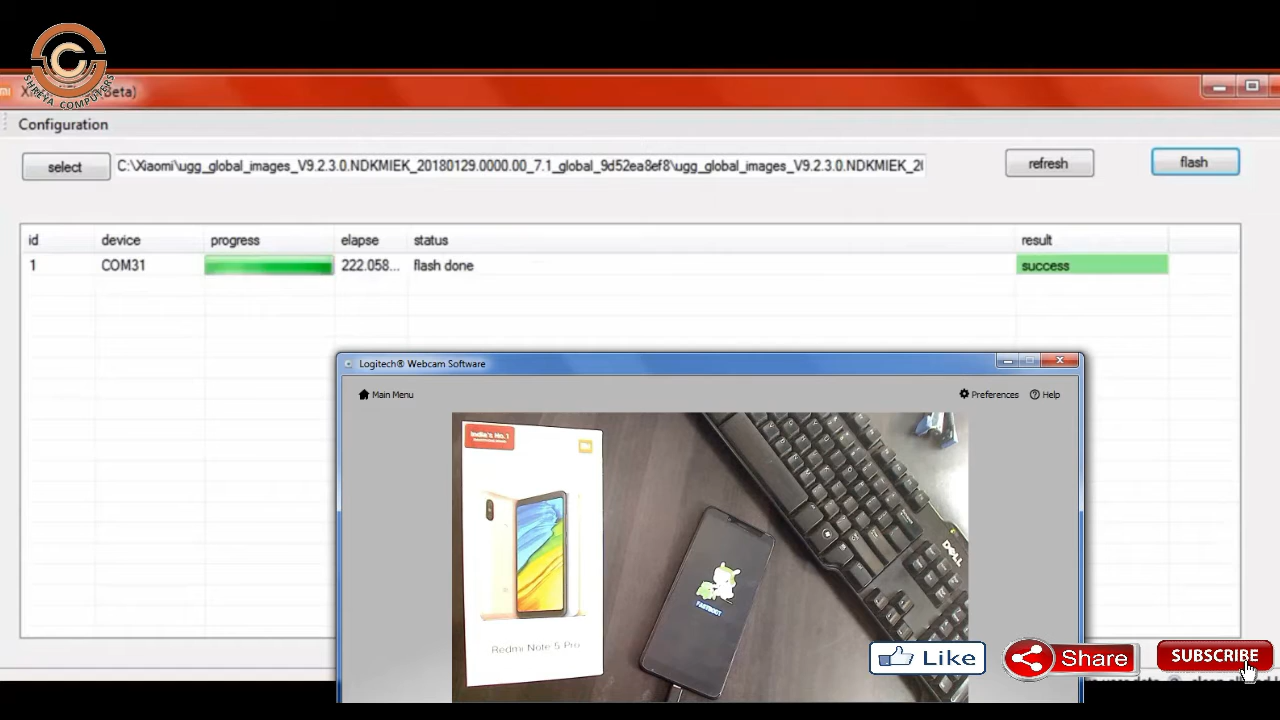 C
SHREYA COMPUTERS
Configuration
select
C:\Xiaomi\ugg_global_images_V9.2.3.0.NDKMIEK_20180129.0000.00_7.1_global_9d52ea8ef8\ugg_global_images_V9.2.3.0.NDKMIEK_2
refresh
flash
id device progress elapse status result
1 COM31 222.058... flash done success
Logitech® Webcam Software
Main Menu
Preferences
Help
India's No.1
Redmi Note 5 Pro
FASTBOOT
DELL
Like
Share
SUBSCRIBE